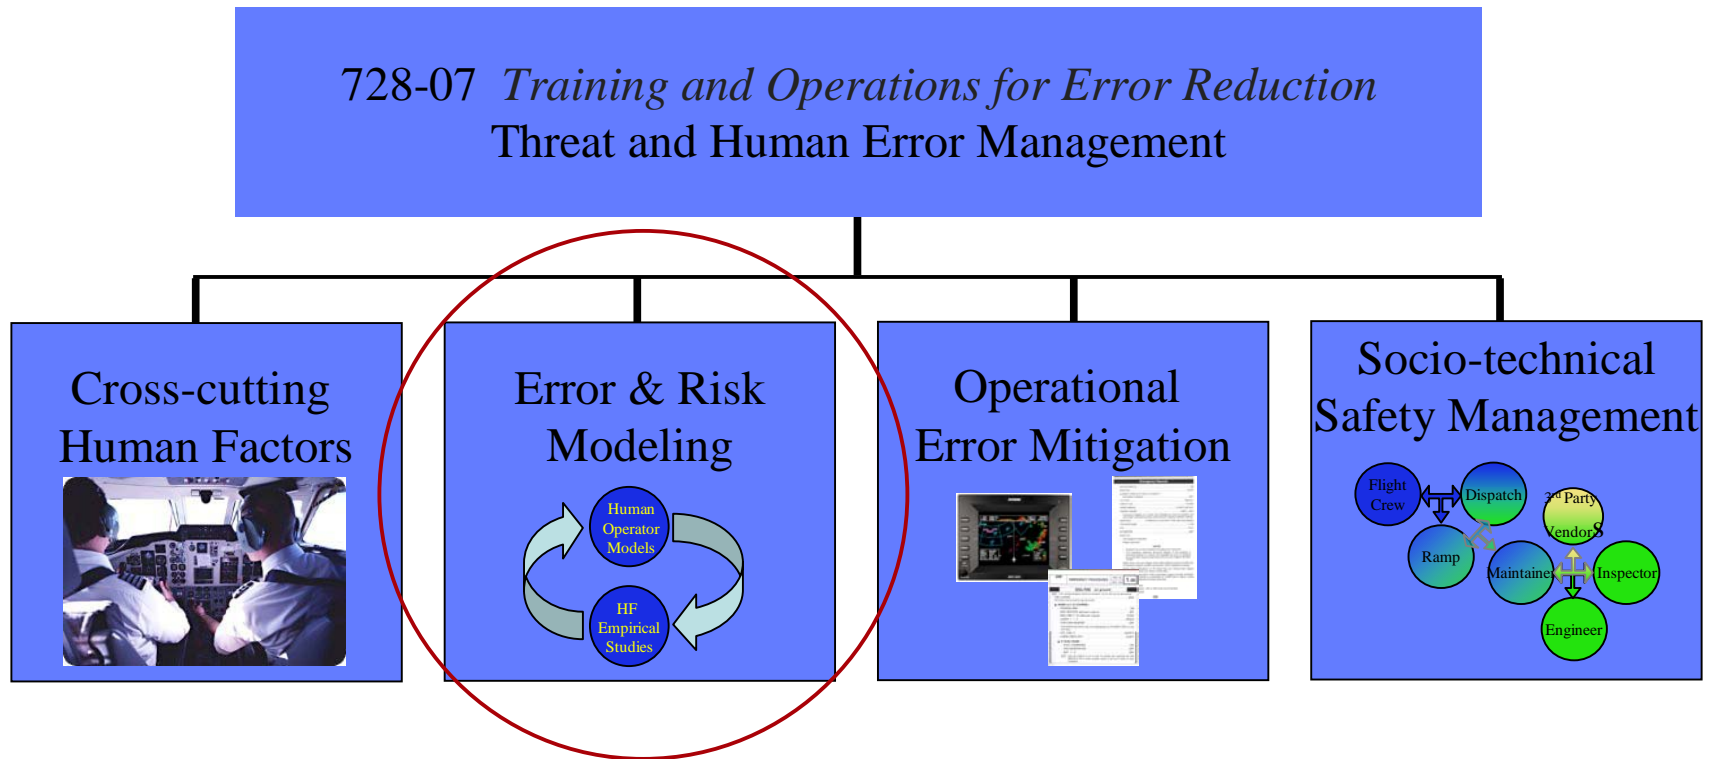 728-07 Training and Operations for Error Reduction
Threat and Human Error Management
Cross-cutting
Human Factors
Error & Risk
Modeling
Human
Operator
Models
HF
Empirical
Studies
Operational
Error Mitigation
Socio-technical
Safety Management
Flight
Crew
Dispatch
3rd Party
Vendors
Ramp
Maintainer
Inspector
Engineer